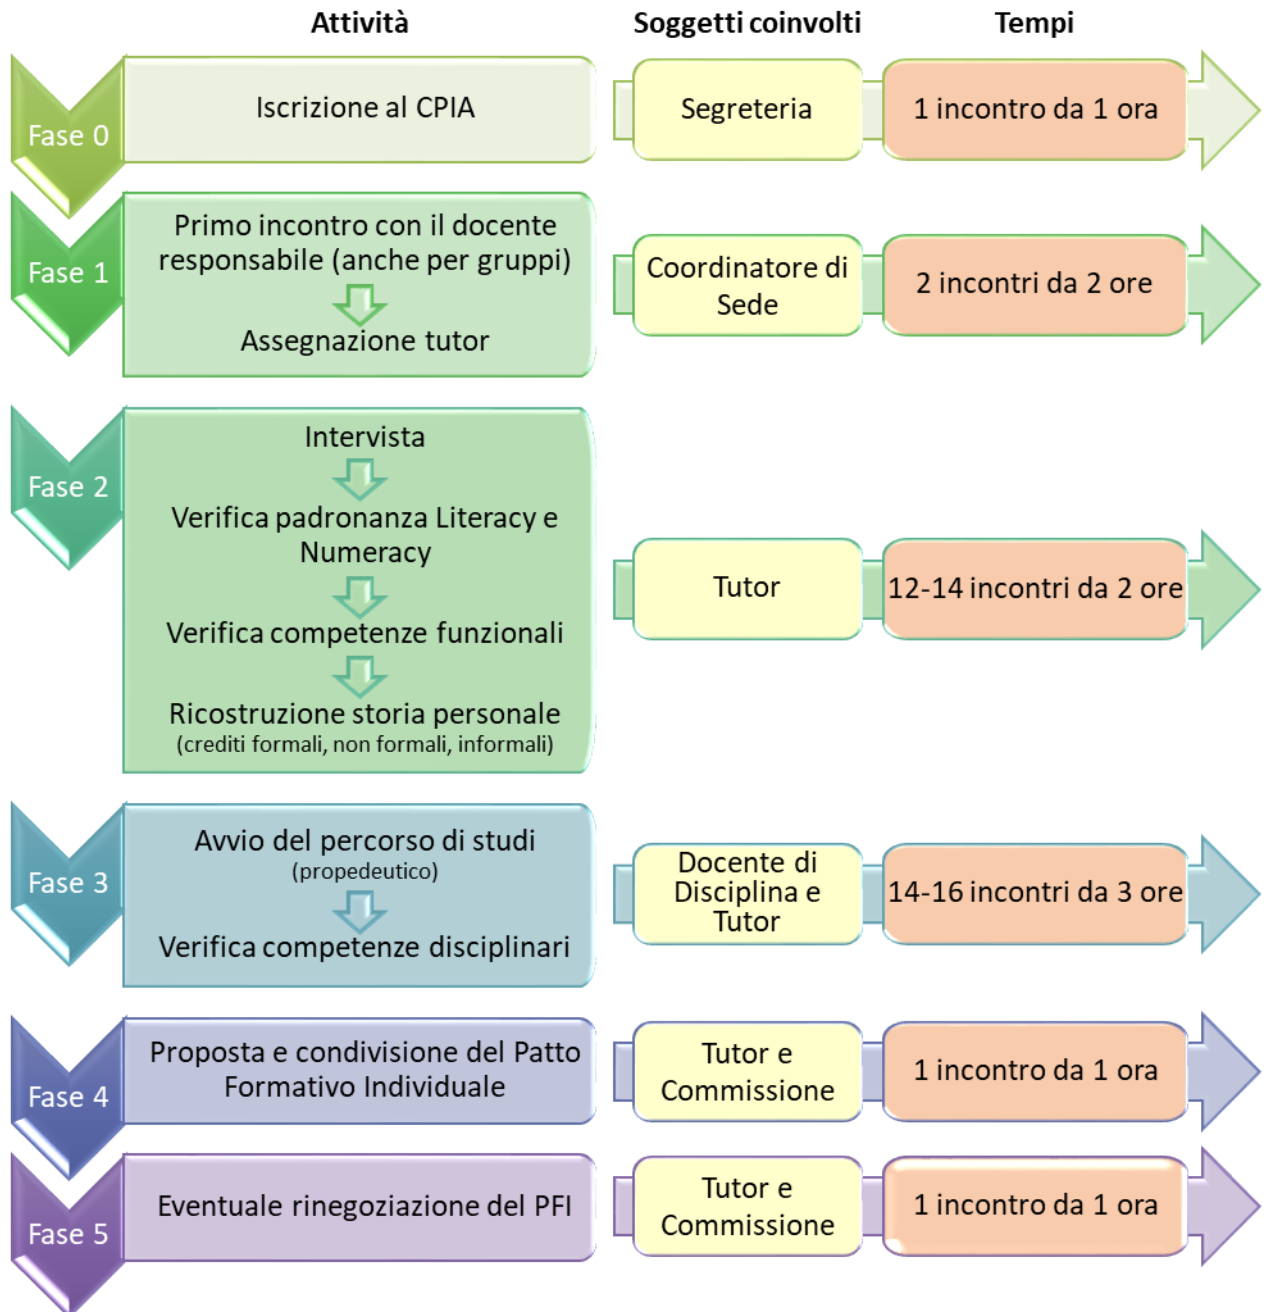 Attività
Soggetti coinvolti
Tempi
Fase 0
Iscrizione al CPIA
Segreteria
1 incontro da 1 ora
Fase 1
Primo incontro con il docente
responsabile (anche per gruppi)
Assegnazione tutor
Coordinatore di
Sede
2 incontri da 2 ore
Fase 2
Intervista
Verifica padronanza Literacy e
Numeracy
Verifica competenze funzionali
Ricostruzione storia personale
(crediti formali, non formali, informali)
Tutor
12-14 incontri da 2 ore
Fase 3
Avvio del percorso di studi
(propedeutico)
Verifica competenze disciplinari
Docente di
Disciplina e
Tutor
14-16 incontri da 3 ore
Fase 4
Proposta e condivisione del Patto
Formativo Individuale
Tutor e
Commissione
1 incontro da 1 ora
Fase 5
Eventuale rinegoziazione del PFI
Tutor e
Commissione
1 incontro da 1 ora